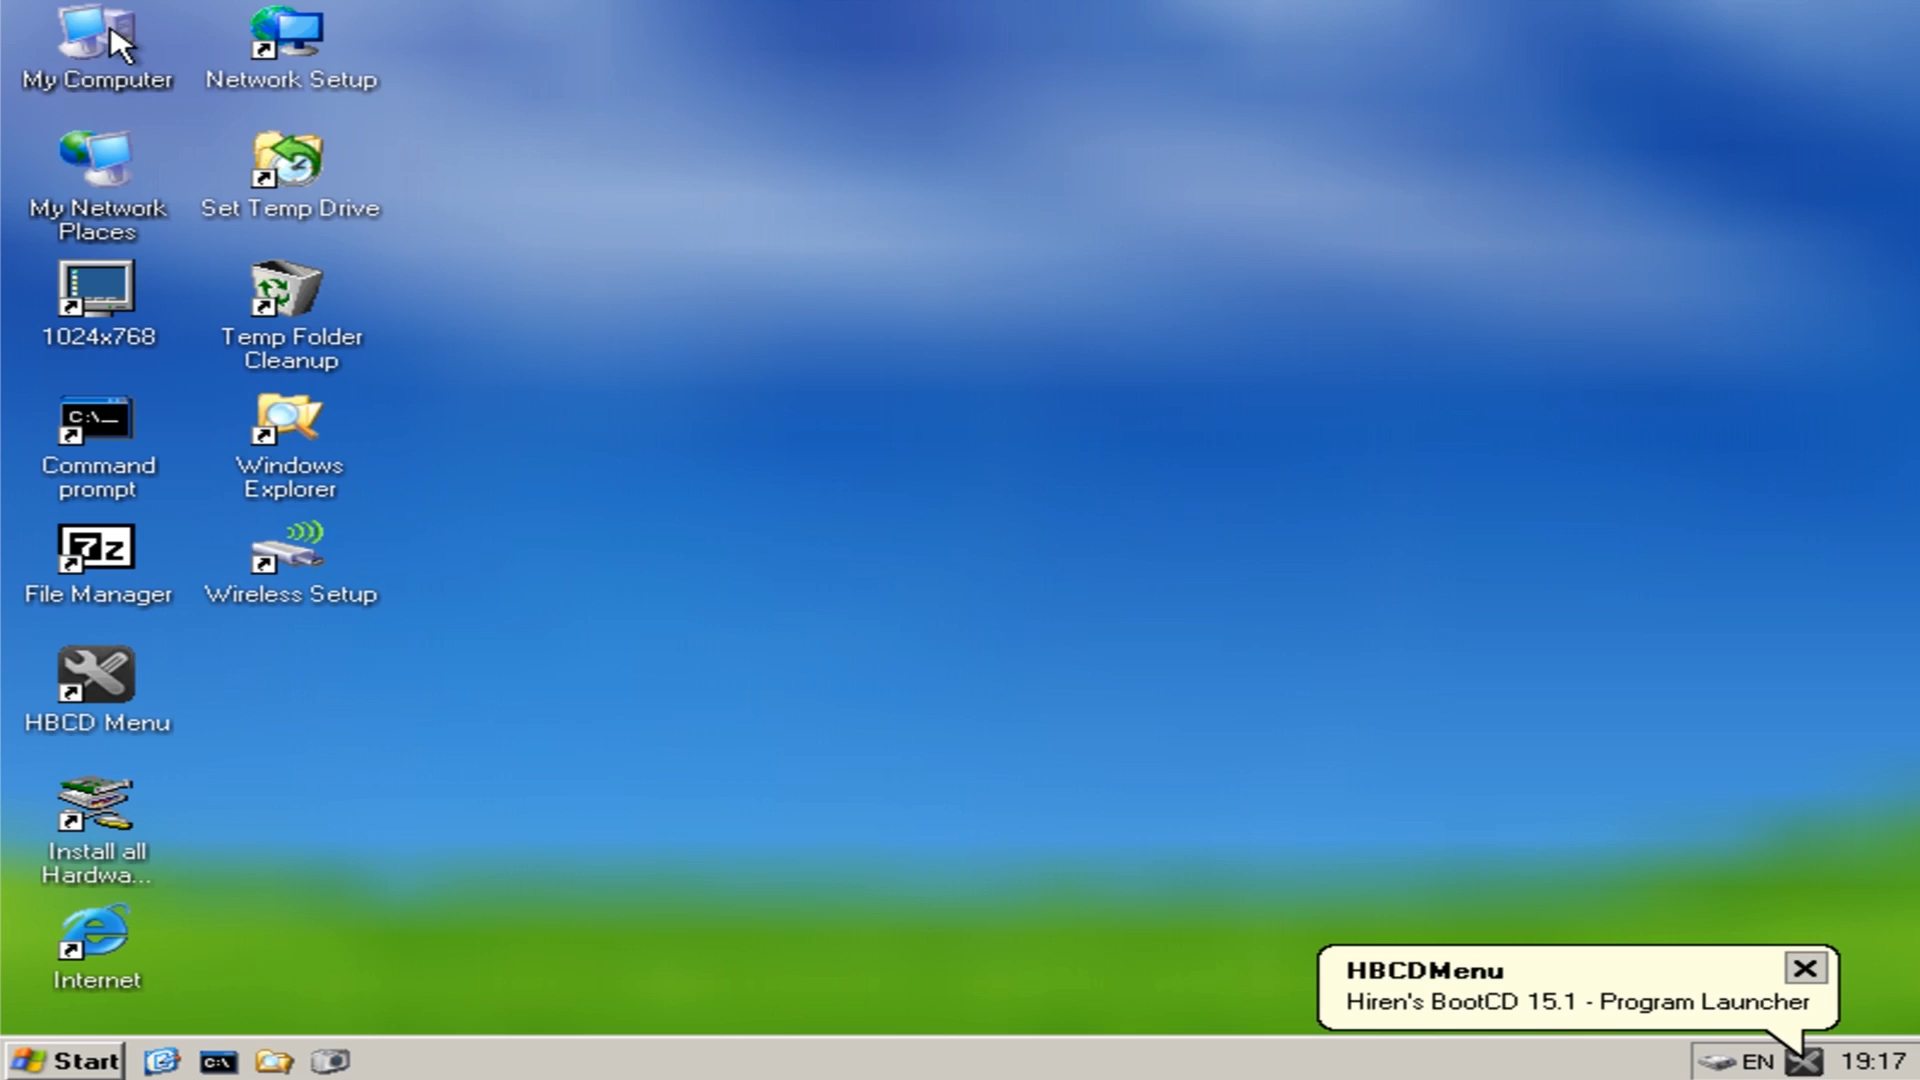 My Computer
Network Setup
My Network
Places
Set Temp Drive
1024x768
Temp Folder
Cleanup
C:\_
Command
prompt
Windows
Explorer
7z
File Manager
Wireless Setup
HBCD Menu
Install all
Hardwa...
Internet
HBCDMenu
Hiren's BootCD 15.1 - Program Launcher
Start
C:\
EN
19:17